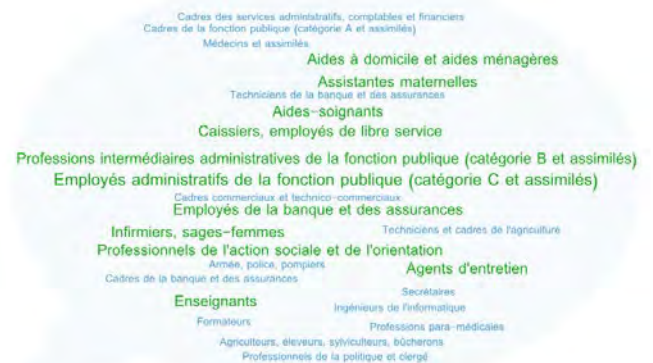 Cadres des services administratifs, comptables et financiers
Cadres de la fonction publique (catégorie A et assimilés)
Médecins et assimilés
Aides à domicile et aides ménagères
Assistantes maternelles
Techniciens de la banque et des assurances
Aides-soignants
Caissiers, employés de libre service
Professions intermédiaires administratives de la fonction publique (catégorie B et assimilés)
Employés administratifs de la fonction publique (catégorie C et assimilés)
Cadres commerciaux et technico-commerciaux
Employés de la banque et des assurances
Infirmiers, sages-femmes
Techniciens et cadres de l'agriculture
Professionnels de l'action sociale et de l'orientation
Armée, police, pompiers
Agents d'entretien
Cadres de la banque et des assurances
Secrétaires
Enseignants
Ingénieurs de l'informatique
Formateurs
Professions para-médicales
Agriculteurs, éleveurs, sylviculteurs, bûcherons
Professionnels de la politique et clergé